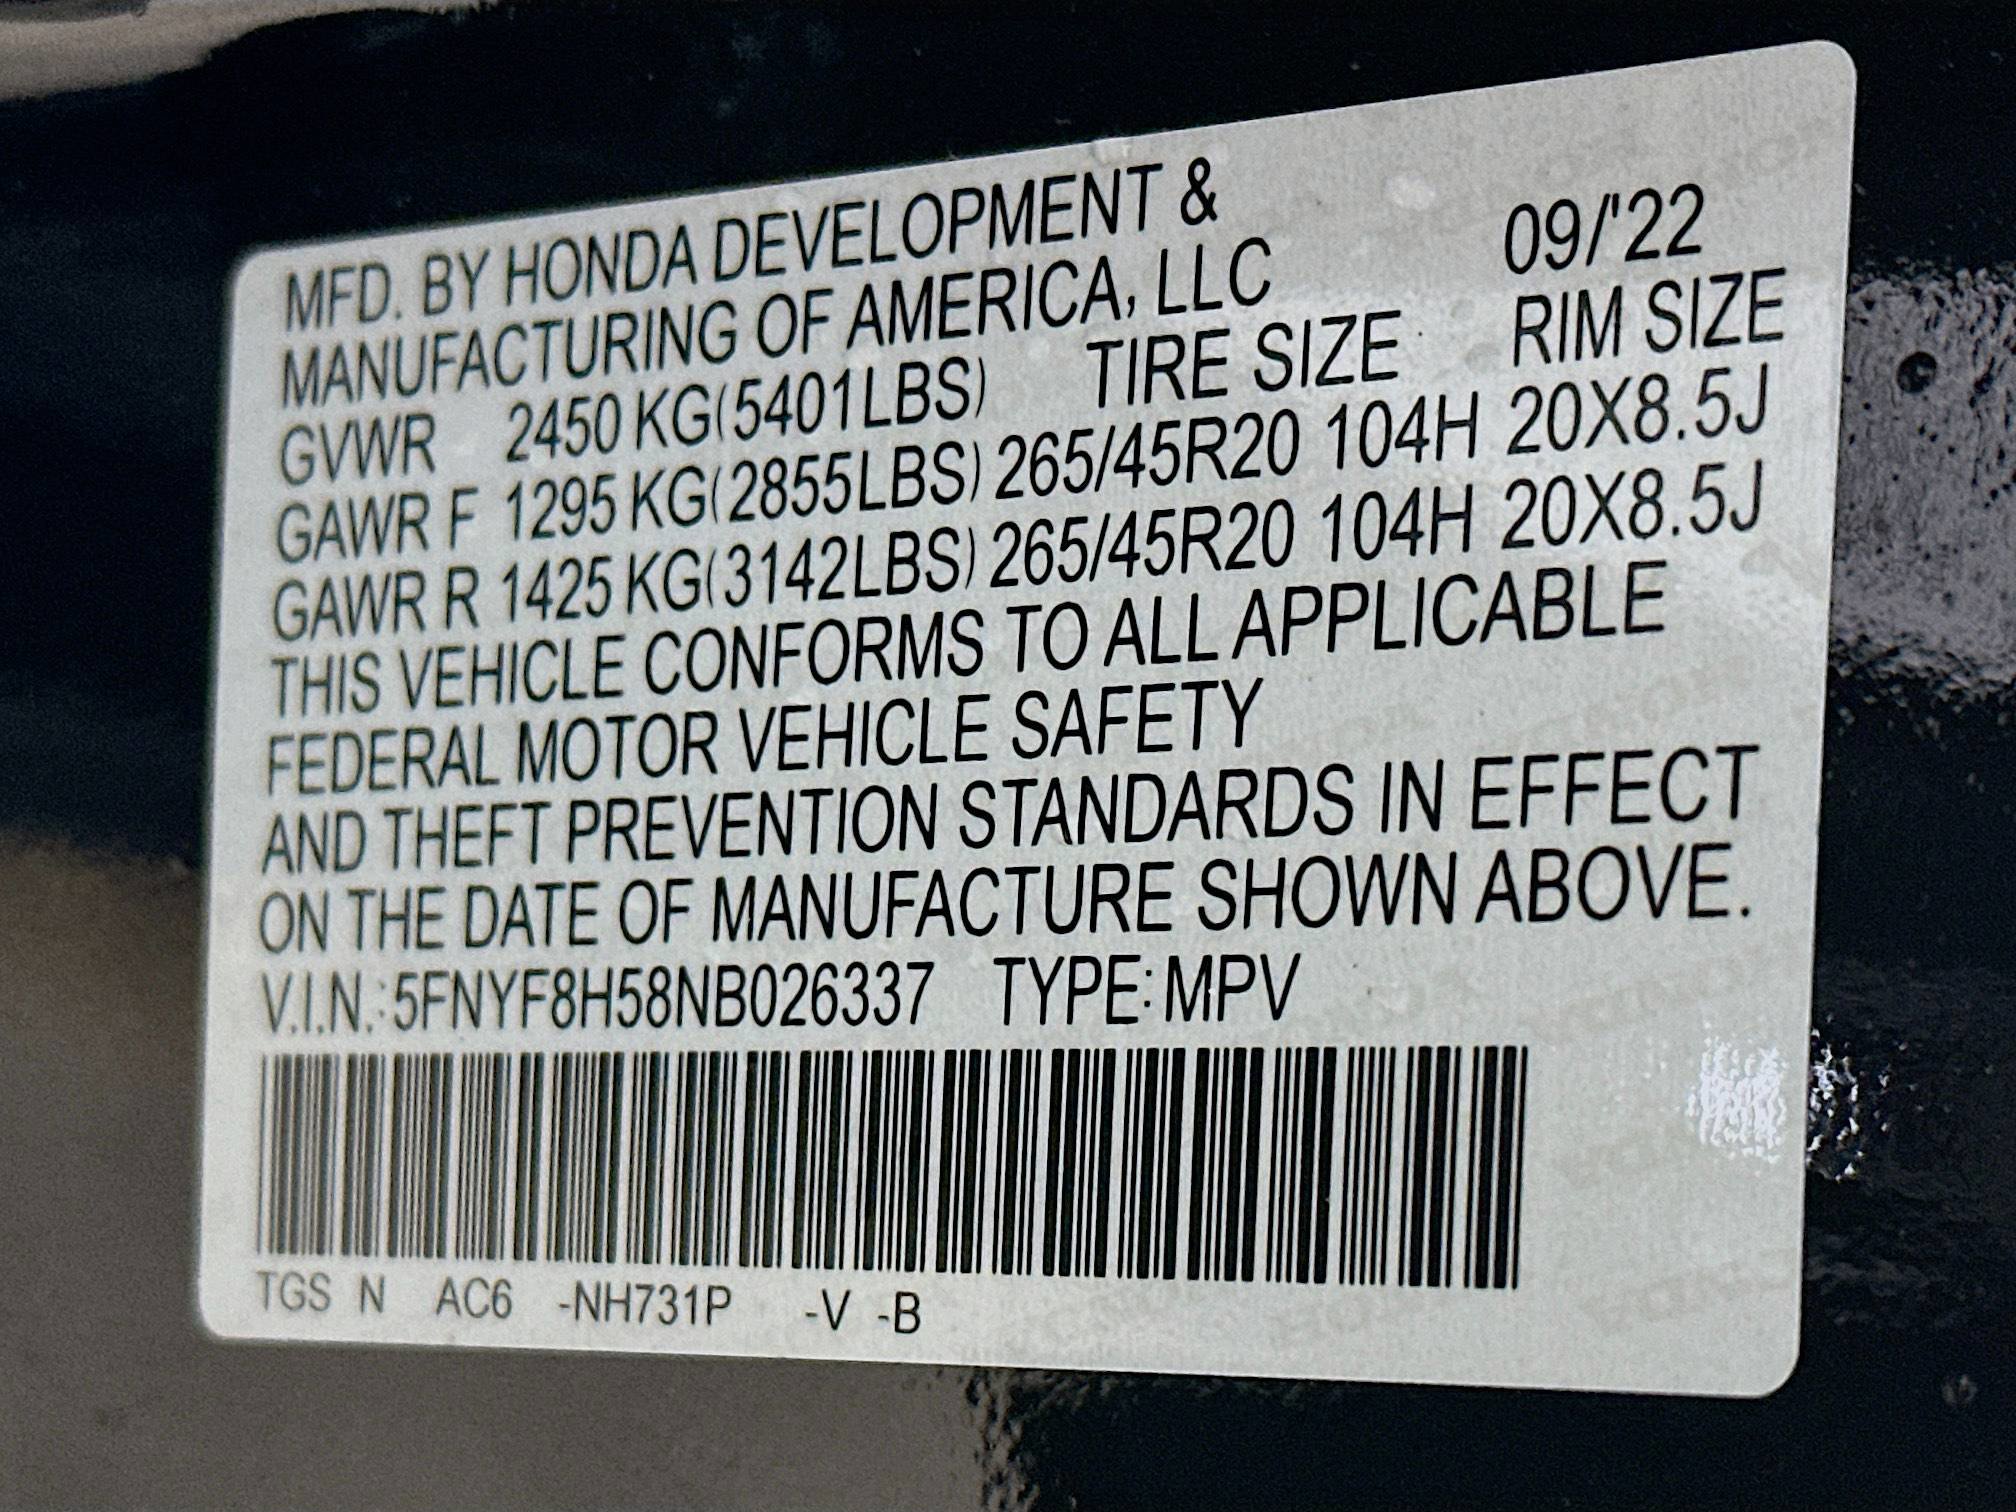 MFD. BY HONDA DEVELOPMENT &
MANUFACTURING OF AMERICA, LLC 09/'22
GVWR 2450 KG(5401LBS) TIRE SIZE RIM SIZE
GAWR F 1295 KG(2855LBS) 265/45R20 104H 20X8.5J
GAWR R 1425 KG(3142LBS) 265/45R20 104H 20X8.5J
THIS VEHICLE CONFORMS TO ALL APPLICABLE
FEDERAL MOTOR VEHICLE SAFETY
AND THEFT PREVENTION STANDARDS IN EFFECT
ON THE DATE OF MANUFACTURE SHOWN ABOVE.
V.I.N.:5FNYF8H58NB026337 TYPE:MPV
TGS N AC6 -NH731P -V -B